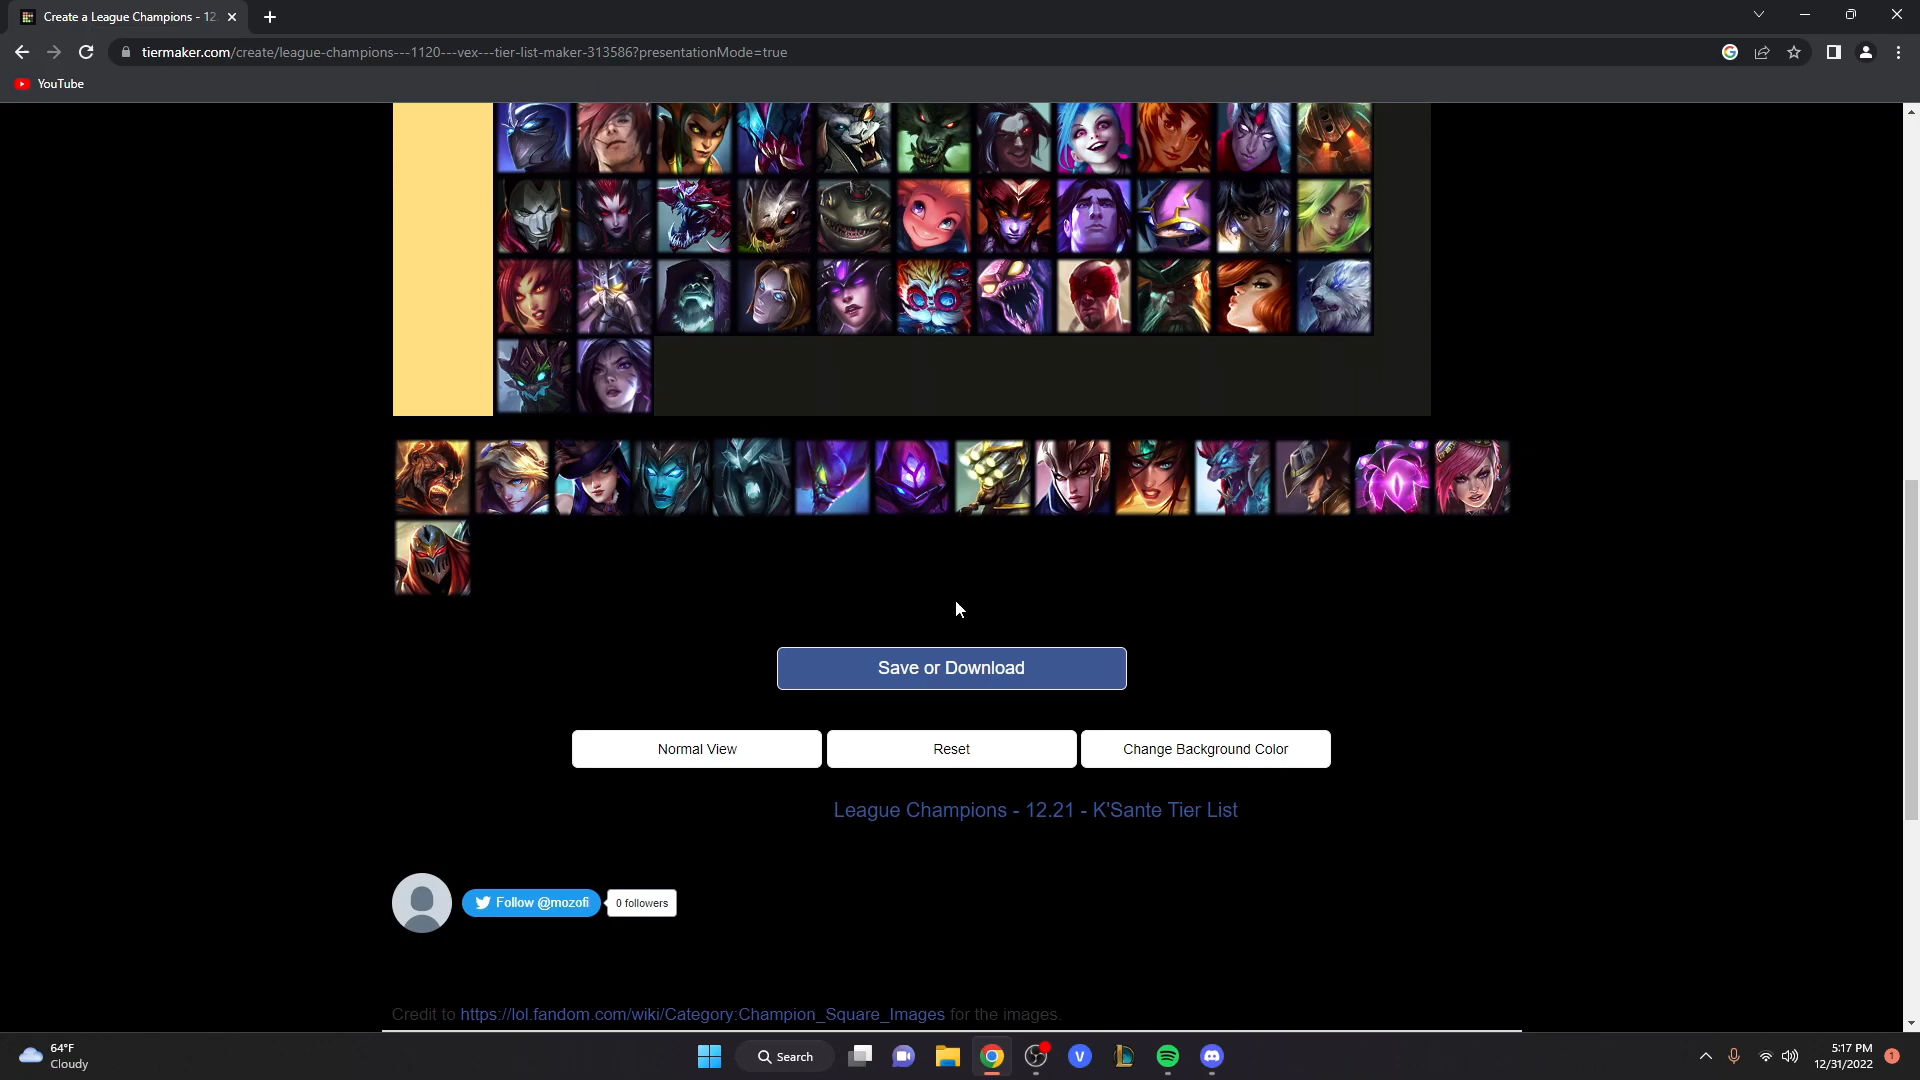 Create a League Champions - 12
tiermaker.com/create/league-champions---1120---vex---tier-list-maker-313586?presentationMode=true
YouTube
Save or Download
Normal View
Reset
Change Background Color
League Champions - 12.21 - K'Sante Tier List
Follow @mozofi
0 followers
Credit to https://lol.fandom.com/wiki/Category:Champion_Square_Images for the images.
64°F
Cloudy
Search
V
5:17 PM
12/31/2022
1